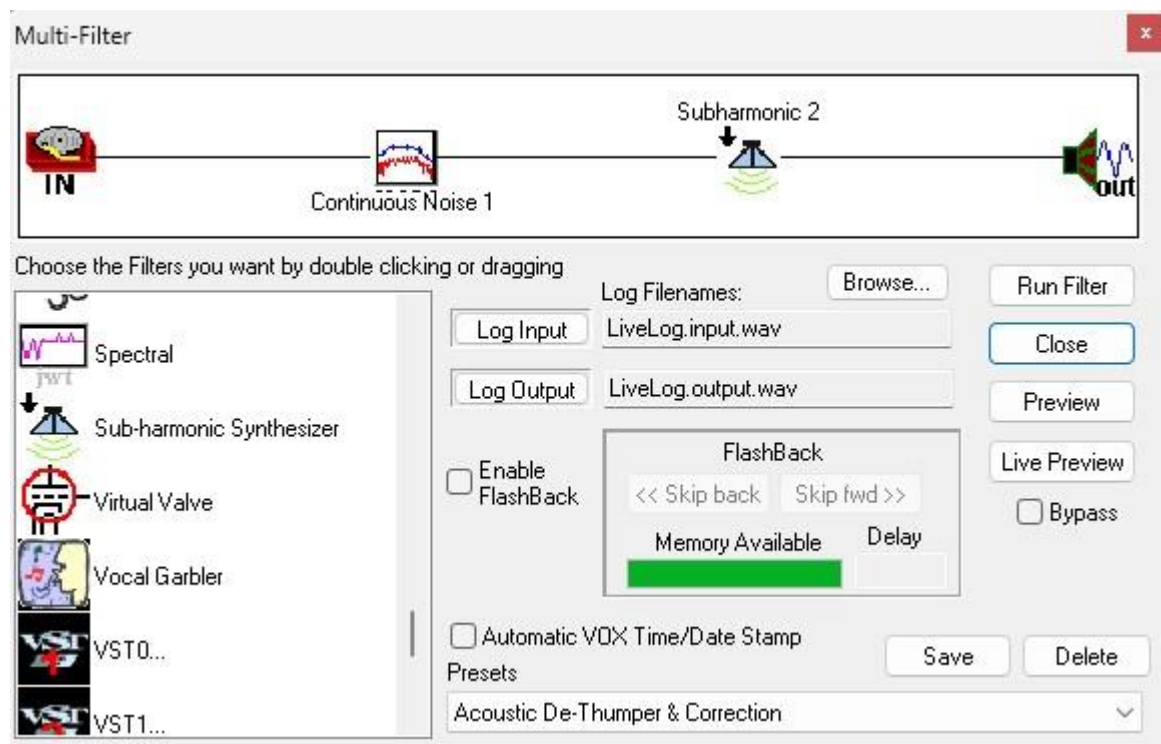 Multi-Filter
x
Subharmonic 2
IN
out
Continuous Noise 1
Choose the Filters you want by double clicking or dragging
Spectral
jwt
Sub-harmonic Synthesizer
Virtual Valve
Vocal Garbler
VST VST0...
VST VST1...
Log Filenames:
Browse...
Log Input
LiveLog.input.wav
Log Output
LiveLog.output.wav
Enable
FlashBack
FlashBack
<< Skip back
Skip fwd >>
Memory Available
Delay
Run Filter
Close
Preview
Live Preview
Bypass
Automatic VOX Time/Date Stamp
Save
Delete
Presets
Acoustic De-Thumper & Correction